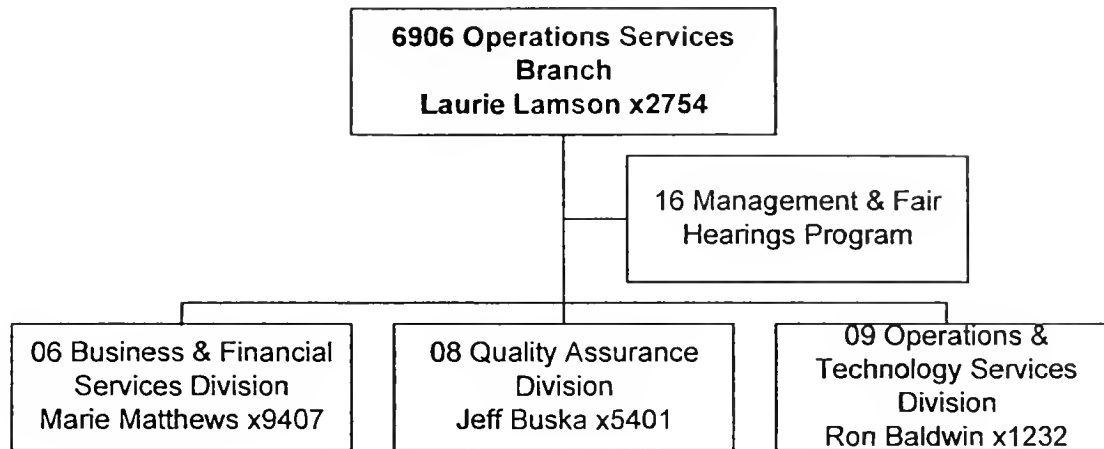 6906 Operations Services
Branch
Laurie Lamson x2754
16 Management & Fair
Hearings Program
06 Business & Financial
Services Division
Marie Matthews x9407
08 Quality Assurance
Division
Jeff Buska x5401
09 Operations &
Technology Services
Division
Ron Baldwin x1232